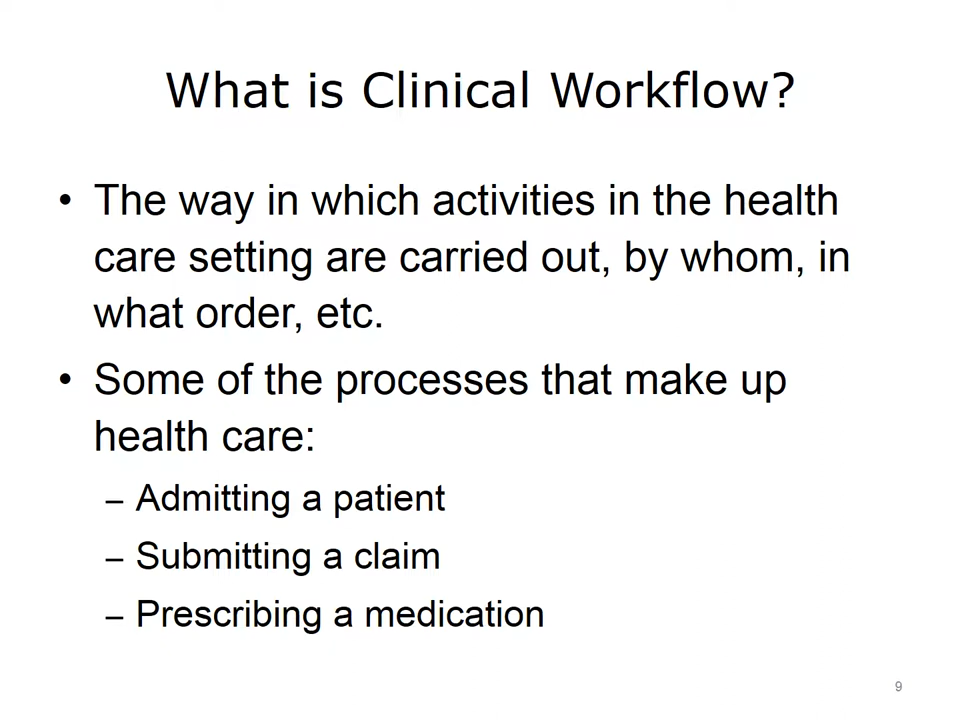 What is Clinical Workflow?
• The way in which activities in the health
care setting are carried out, by whom, in
what order, etc.
• Some of the processes that make up
health care:
– Admitting a patient
– Submitting a claim
– Prescribing a medication
9